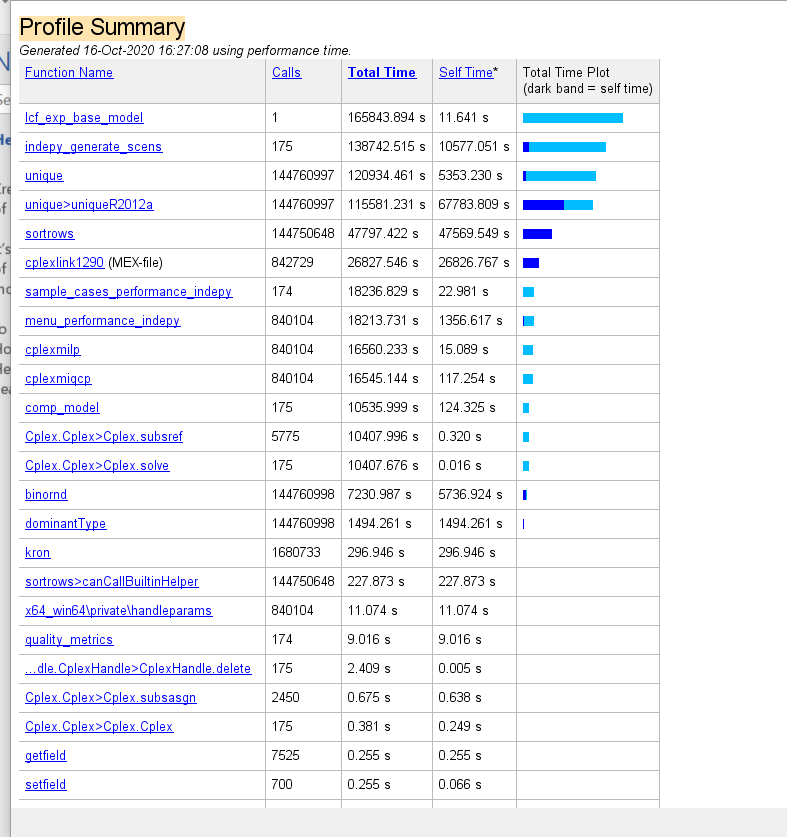 Profile Summary
Generated 16-Oct-2020 16:27:08 using performance time.
Function Name Calls Total Time Self Time* Total Time Plot
(dark band = self time)
lcf_exp_base_model 1 165843.894 s 11.641 s
indepy_generate_scens 175 138742.515 s 10577.051 s
unique 144760997 120934.461 s 5353.230 s
unique>uniqueR2012a 144760997 115581.231 s 67783.809 s
sortrows 144750648 47797.422 s 47569.549 s
cplexlink1290 (MEX-file) 842729 26827.546 s 26826.767 s
sample_cases_performance_indepy 174 18236.829 s 22.981 s
menu_performance_indepy 840104 18213.731 s 1356.617 s
cplexmilp 840104 16560.233 s 15.089 s
cplexmiqcp 840104 16545.144 s 117.254 s
comp_model 175 10535.999 s 124.325 s
Cplex.Cplex>Cplex.subsref 5775 10407.996 s 0.320 s
Cplex.Cplex>Cplex.solve 175 10407.676 s 0.016 s
binornd 144760998 7230.987 s 5736.924 s
dominantType 144760998 1494.261 s 1494.261 s
kron 1680733 296.946 s 296.946 s
sortrows>canCallBuiltinHelper 144750648 227.873 s 227.873 s
x64_win64\private\handleparams 840104 11.074 s 11.074 s
quality_metrics 174 9.016 s 9.016 s
...dle.CplexHandle>CplexHandle.delete 175 2.409 s 0.005 s
Cplex.Cplex>Cplex.subsasgn 2450 0.675 s 0.638 s
Cplex.Cplex>Cplex.Cplex 175 0.381 s 0.249 s
getfield 7525 0.255 s 0.255 s
setfield 700 0.255 s 0.066 s